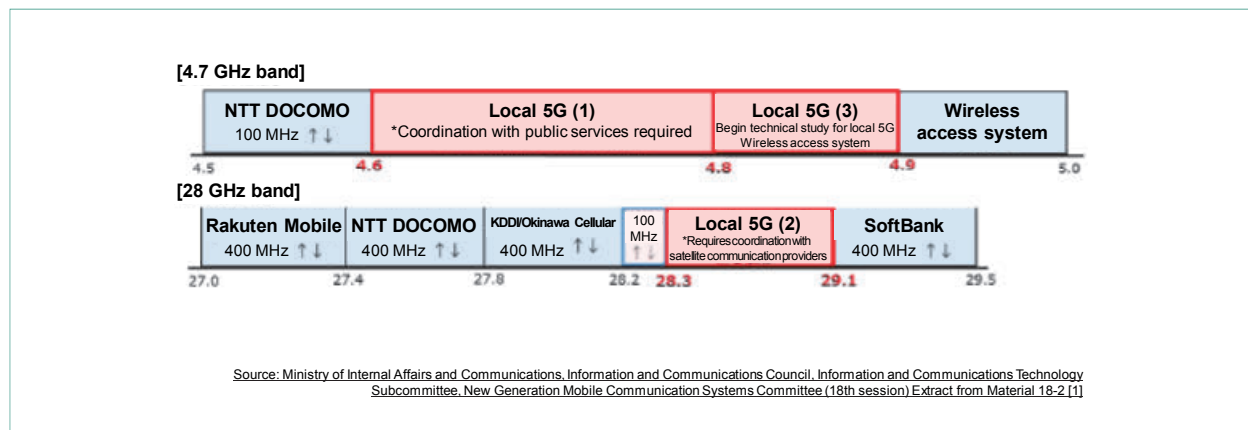 [4.7 GHz band]
NTT DOCOMO
100 MHz ↑↓
Local 5G (1)
*Coordination with public services required
Local 5G (3)
Begin technical study for local 5G
Wireless access system
Wireless
access system
4.5
4.6
4.8
4.9
5.0
[28 GHz band]
Rakuten Mobile
400 MHz ↑↓
NTT DOCOMO
400 MHz ↑↓
KDDI/Okinawa Cellular
400 MHz ↑↓
100
MHz
↑↓
Local 5G (2)
*Requires coordination with
satellite communication providers
SoftBank
400 MHz ↑↓
27.0
27.4
27.8
28.2
28.3
29.1
29.5
Source: Ministry of Internal Affairs and Communications, Information and Communications Council, Information and Communications Technology
Subcommittee, New Generation Mobile Communication Systems Committee (18th session) Extract from Material 18-2 [1]